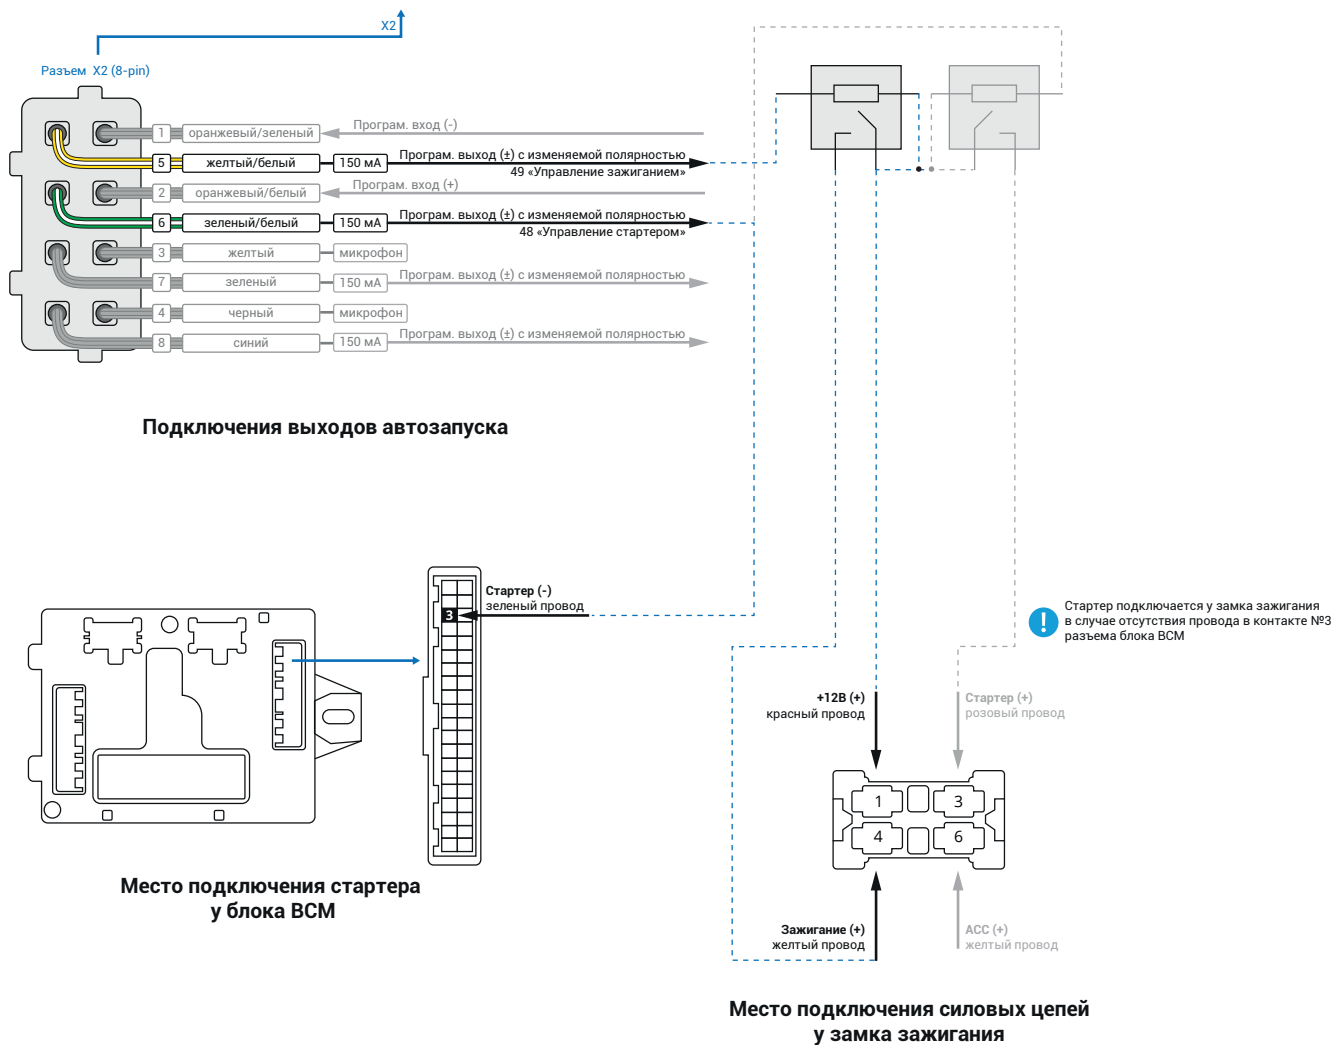 X2
Разъем X2 (8-pin)
1 оранжевый/зеленый Програм. вход (-)
5 желтый/белый 150 мА Програм. выход (±) с изменяемой полярностью
49 «Управление зажиганием»
2 оранжевый/белый Програм. вход (+)
6 зеленый/белый 150 мА Програм. выход (±) с изменяемой полярностью
48 «Управление стартером»
3 желтый микрофон
7 зеленый 150 мА Програм. выход (±) с изменяемой полярностью
4 черный микрофон
8 синий 150 мА Програм. выход (±) с изменяемой полярностью
Подключения выходов автозапуска
Стартер (-)
зеленый провод
3
Место подключения стартера
у блока BCM
!
Стартер подключается у замка зажигания
в случае отсутствия провода в контакте №3
разъема блока BCM
+12В (+)
красный провод
Стартер (+)
розовый провод
1 3
4 6
Зажигание (+)
желтый провод
ACC (+)
желтый провод
Место подключения силовых цепей
у замка зажигания